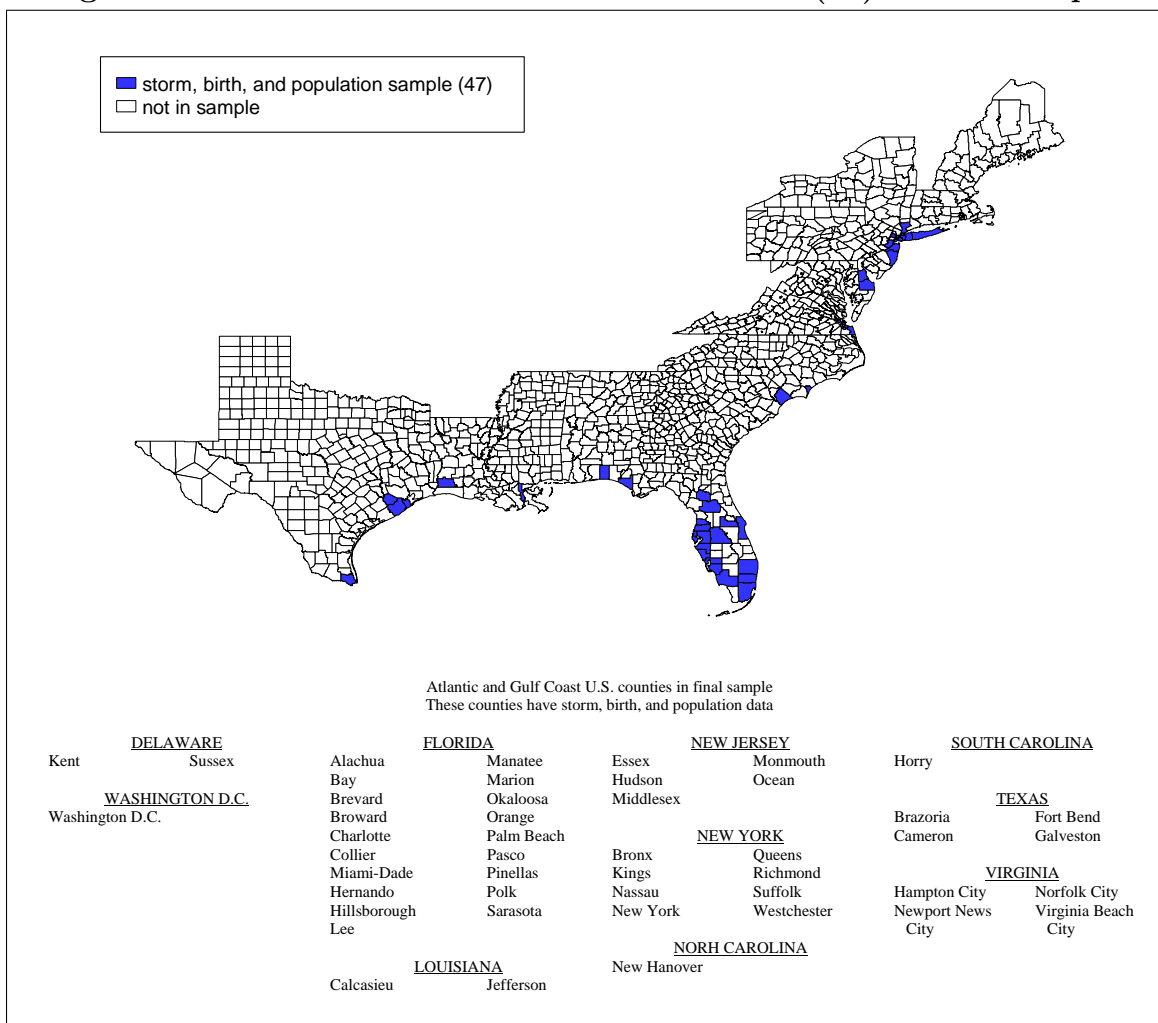 storm, birth, and population sample (47)
not in sample
Atlantic and Gulf Coast U.S. counties in final sample
These counties have storm, birth, and population data
DELAWARE
Kent Sussex
WASHINGTON D.C.
Washington D.C.
FLORIDA
Alachua Manatee
Bay Marion
Brevard Okaloosa
Broward Orange
Charlotte Palm Beach
Collier Pasco
Miami-Dade Pinellas
Hernando Polk
Hillsborough Sarasota
Lee
LOUISIANA
Calcasieu Jefferson
NEW JERSEY
Essex Monmouth
Hudson Ocean
Middlesex
NEW YORK
Bronx Queens
Kings Richmond
Nassau Suffolk
New York Westchester
NORH CAROLINA
New Hanover
SOUTH CAROLINA
Horry
TEXAS
Brazoria Fort Bend
Cameron Galveston
VIRGINIA
Hampton City Norfolk City
Newport News Virginia Beach
City City